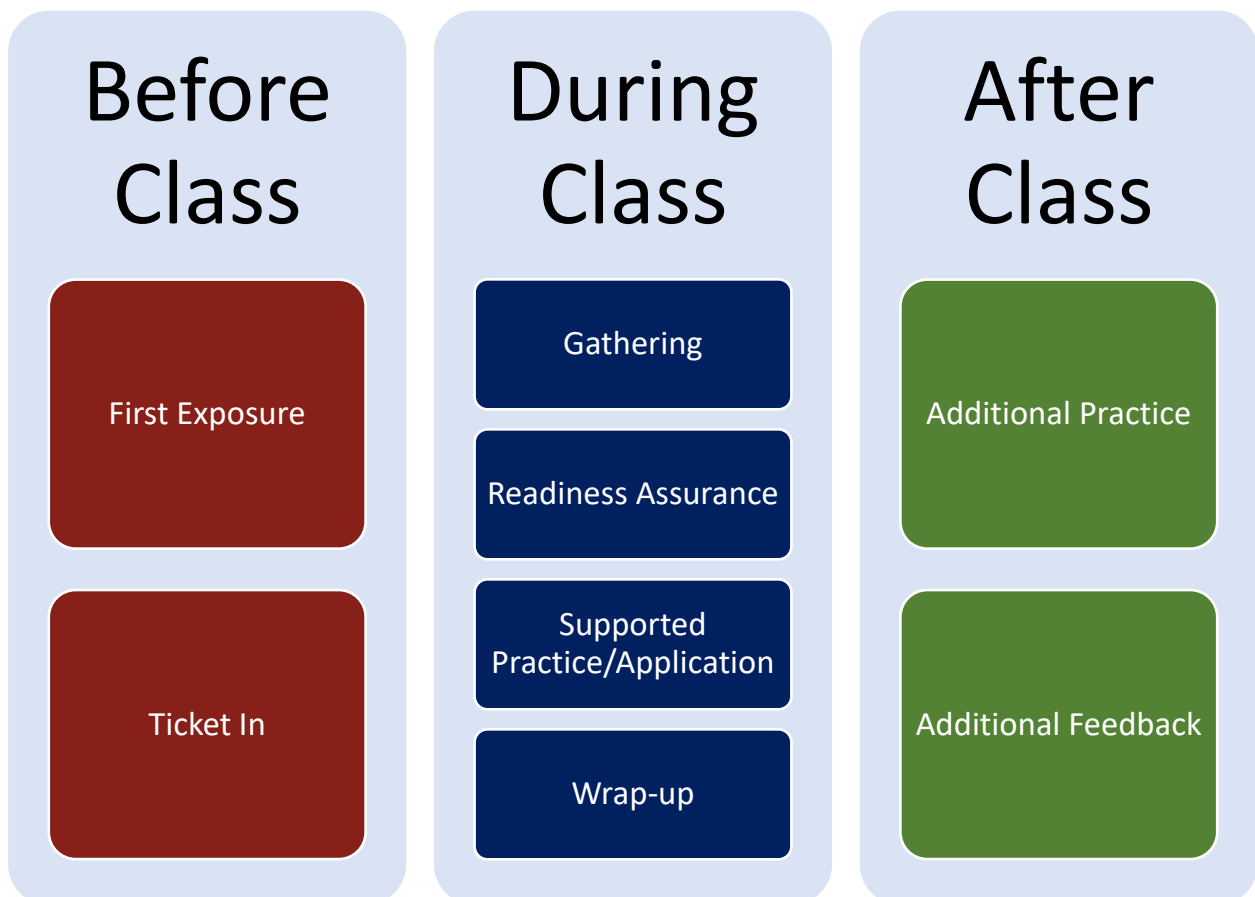 Before
Class
First Exposure
Ticket In
During
Class
Gathering
Readiness Assurance
Supported
Practice/Application
Wrap-up
After
Class
Additional Practice
Additional Feedback